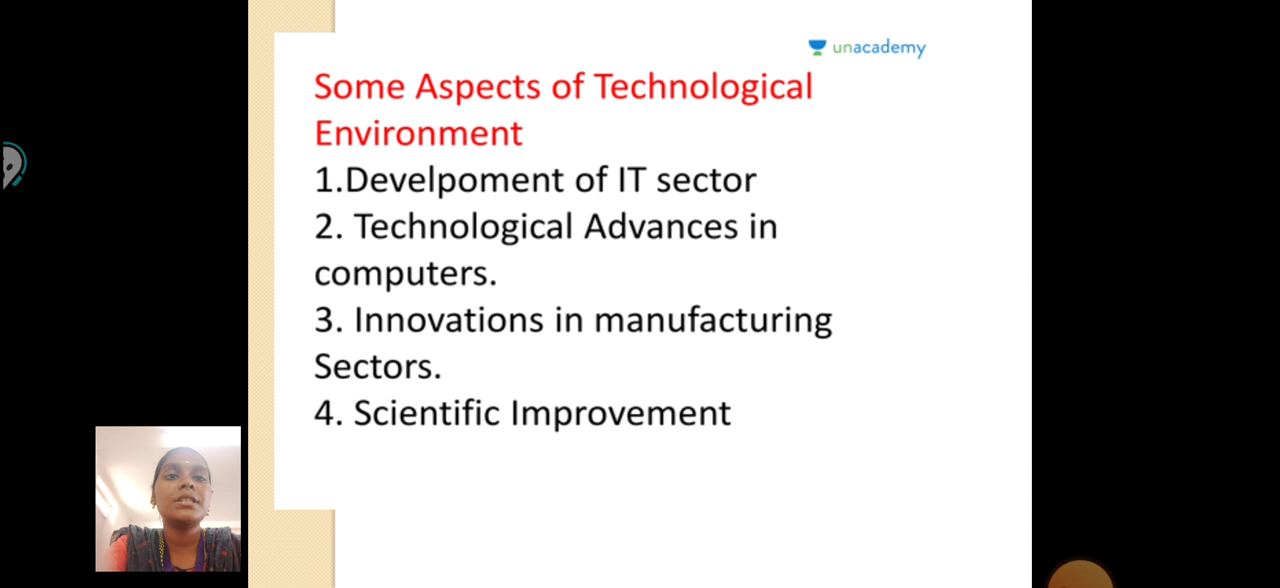 unacademy
Some Aspects of Technological
Environment
1.Develpoment of IT sector
2. Technological Advances in
computers.
3. Innovations in manufacturing
Sectors.
4. Scientific Improvement